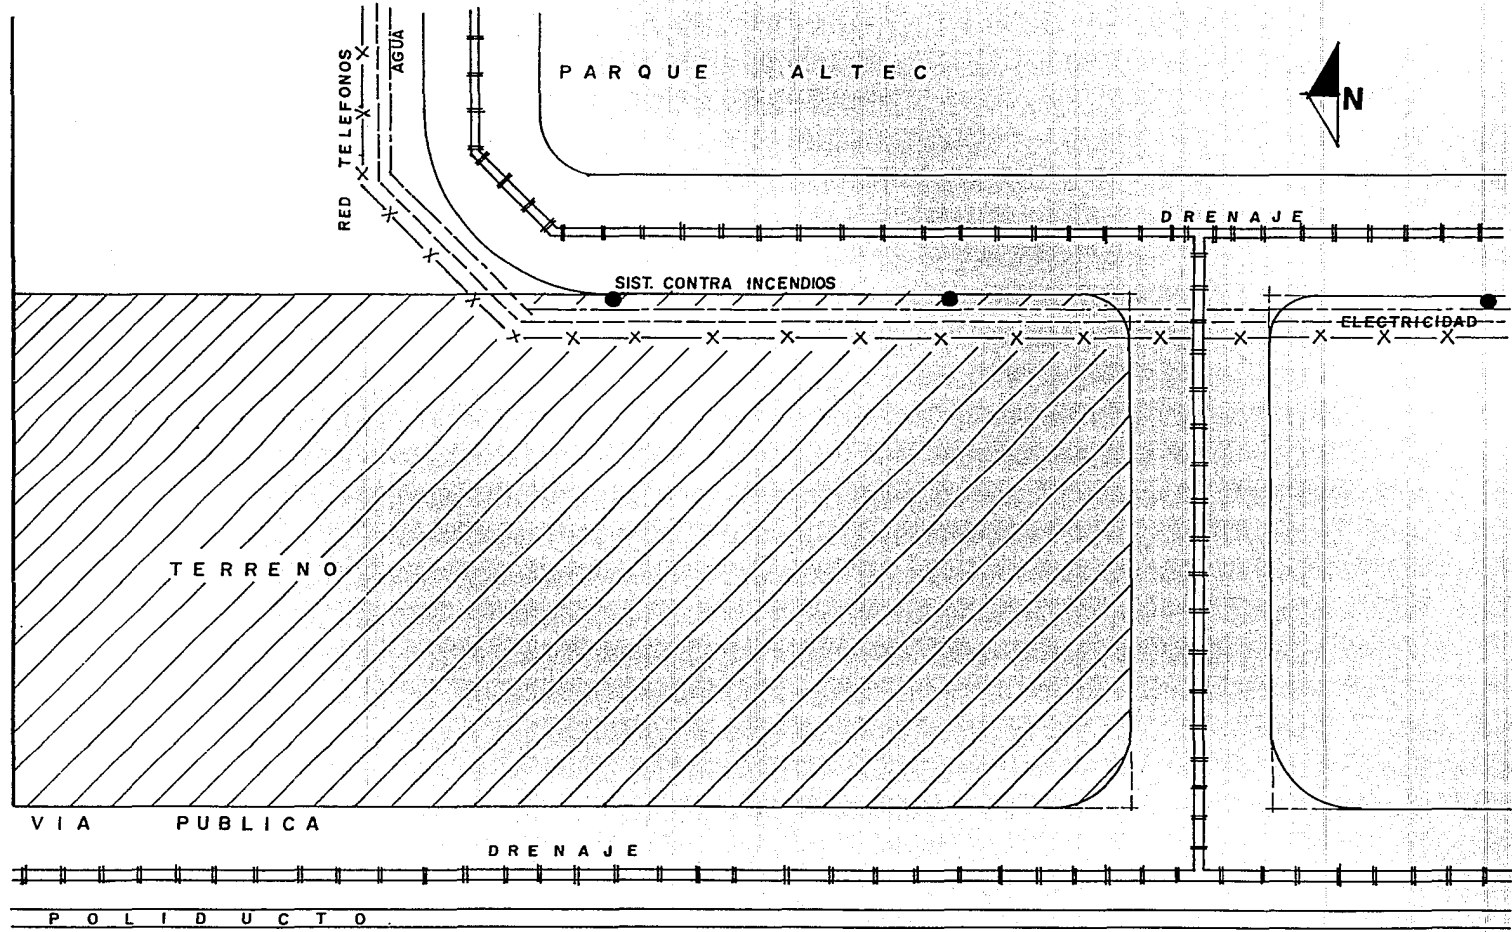 PARQUE ALTEC
AGUA
RED TELEFONOS
N
DRENAJE
SIST. CONTRA INCENDIOS
ELECTRICIDAD
TERRENO
VIA PUBLICA
DRENAJE
POLIDUCTO.